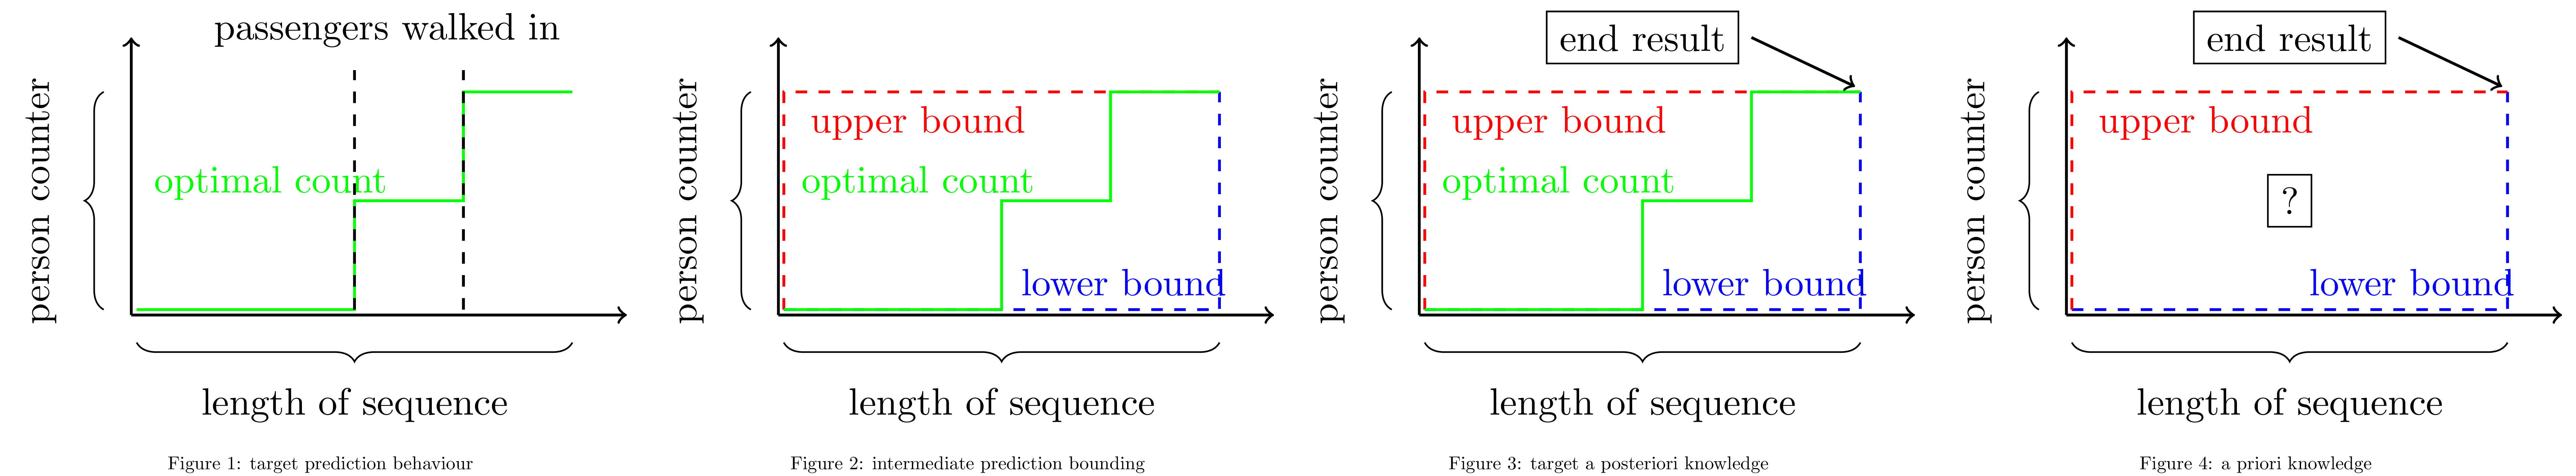 passengers walked in
person counter
optimal count
length of sequence
Figure 1: target prediction behaviour
person counter
upper bound
optimal count
lower bound
length of sequence
Figure 2: intermediate prediction bounding
end result
person counter
upper bound
optimal count
lower bound
length of sequence
Figure 3: target a posteriori knowledge
end result
person counter
upper bound
?
lower bound
length of sequence
Figure 4: a priori knowledge